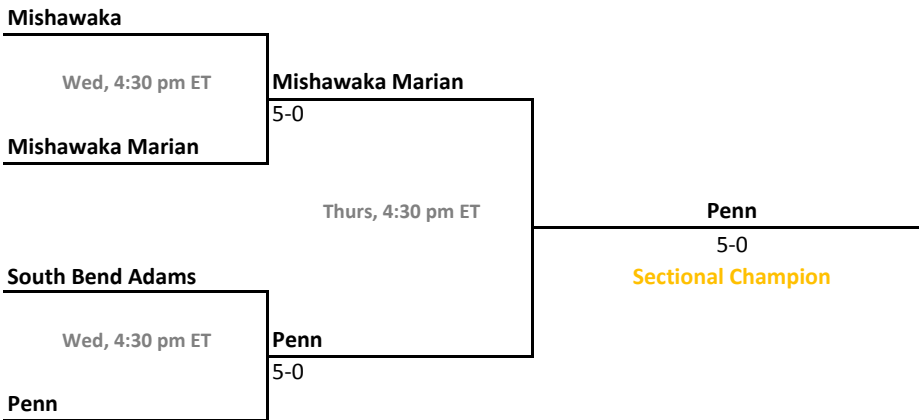 Mishawaka
Wed, 4:30 pm ET
Mishawaka Marian
5-0
Mishawaka Marian
Thurs, 4:30 pm ET
Penn
5-0
Sectional Champion
South Bend Adams
Wed, 4:30 pm ET
Penn
5-0
Penn